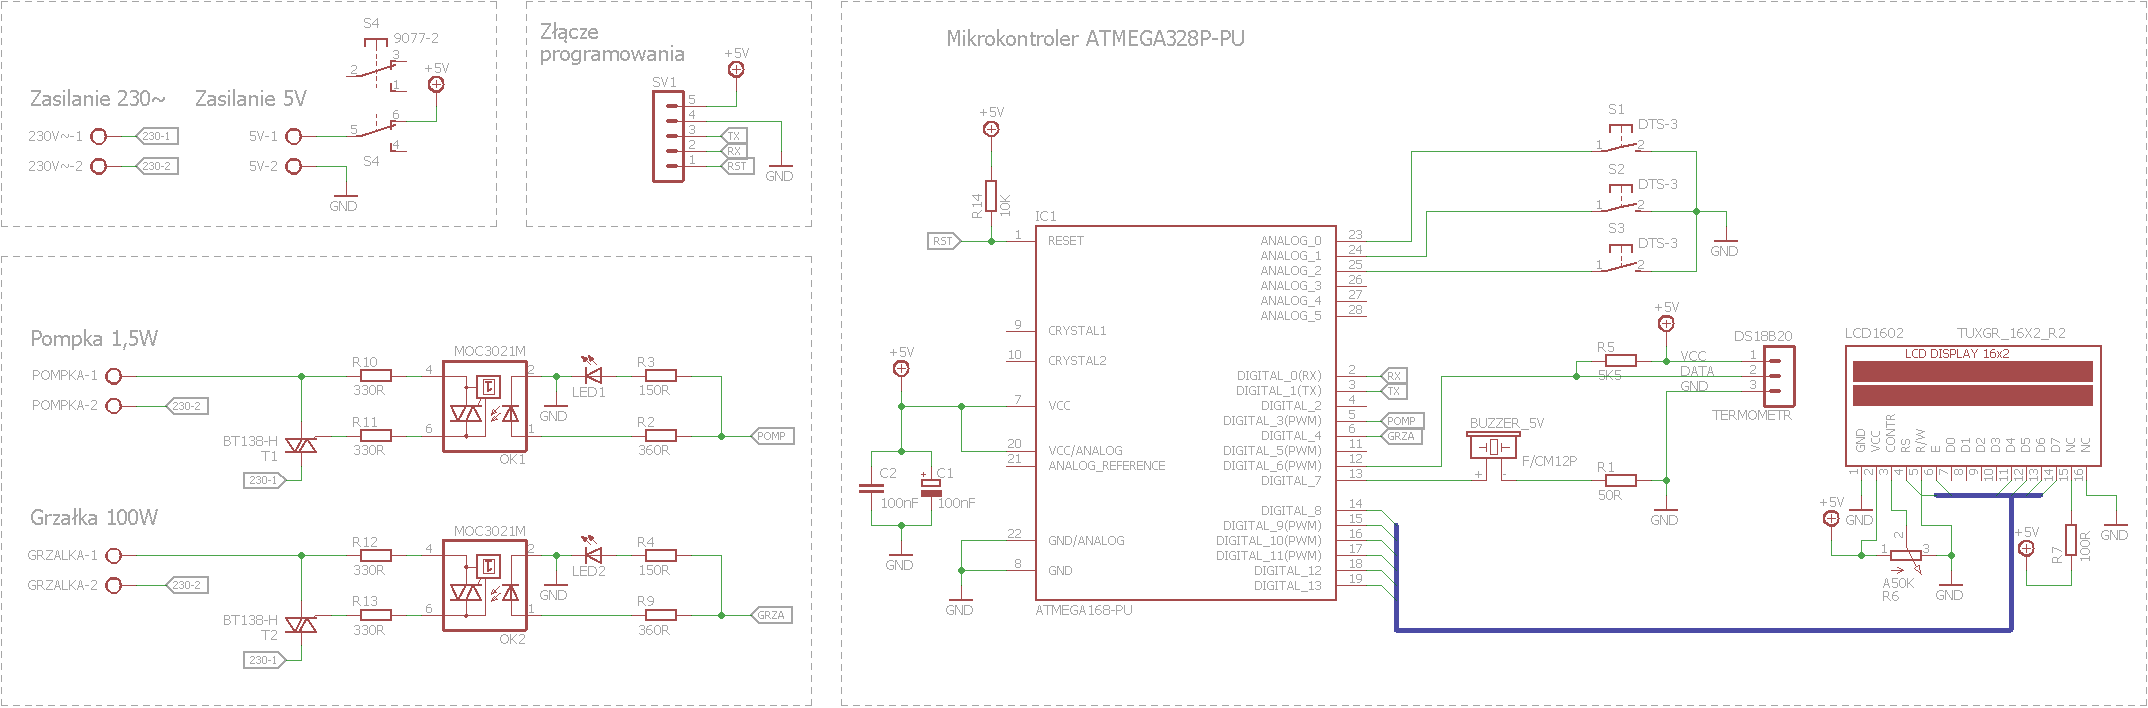 S4
9077-2
3
2
1
+5V
Zasilanie 230~
Zasilanie 5V
6
230V~-1
230-1
5V-1
5
4
230V~-2
230-2
5V-2
S4
GND
Złącze
programowania
+5V
SV1
5
4
3
TX
2
RX
1
RST
GND
Pompka 1,5W
POMPKA-1
POMPKA-2
230-2
R10
330R
R11
330R
BT138-H
T1
230-1
MOC3021M
4
2
6
1
OK1
LED1
GND
R3
150R
R2
360R
POMP
Grzałka 100W
GRZALKA-1
GRZALKA-2
230-2
R12
330R
R13
330R
BT138-H
T2
230-1
MOC3021M
4
2
6
1
OK2
LED2
GND
R4
150R
R9
360R
GRZA
Mikrokontroler ATMEGA328P-PU
+5V
R14
10K
RST
IC1
1
RESET
9
CRYSTAL1
10
CRYSTAL2
+5V
7
VCC
20
VCC/ANALOG
21
ANALOG_REFERENCE
C2
100nF
C1
+
100nF
GND
22
GND/ANALOG
8
GND
GND
ATMEGA168-PU
ANALOG_0
23
ANALOG_1
24
ANALOG_2
25
ANALOG_3
26
ANALOG_4
27
ANALOG_5
28
DIGITAL_0(RX)
2
RX
DIGITAL_1(TX)
3
TX
DIGITAL_2
4
DIGITAL_3(PWM)
5
POMP
DIGITAL_4
6
GRZA
DIGITAL_5(PWM)
11
DIGITAL_6(PWM)
12
DIGITAL_7
13
DIGITAL_8
14
DIGITAL_9(PWM)
15
DIGITAL_10(PWM)
16
DIGITAL_11(PWM)
17
DIGITAL_12
18
DIGITAL_13
19
S1
DTS-3
1
2
S2
DTS-3
1
2
S3
DTS-3
1
2
GND
+5V
R5
5K5
VCC
DATA
GND
DS18B20
1
2
3
TERMOMETR
BUZZER_5V
F/CM12P
+
-
R1
50R
GND
LCD1602
TUXGR_16X2_R2
LCD DISPLAY 16x2
GND
VCC
CONTR
RS
R/W
E
D0
D1
D2
D3
D4
D5
D6
D7
NC
NC
1
2
3
4
5
6
7
8
9
10
11
12
13
14
15
16
+5V
GND
1
2
3
A50K
R6
GND
+5V
R7
100R
GND